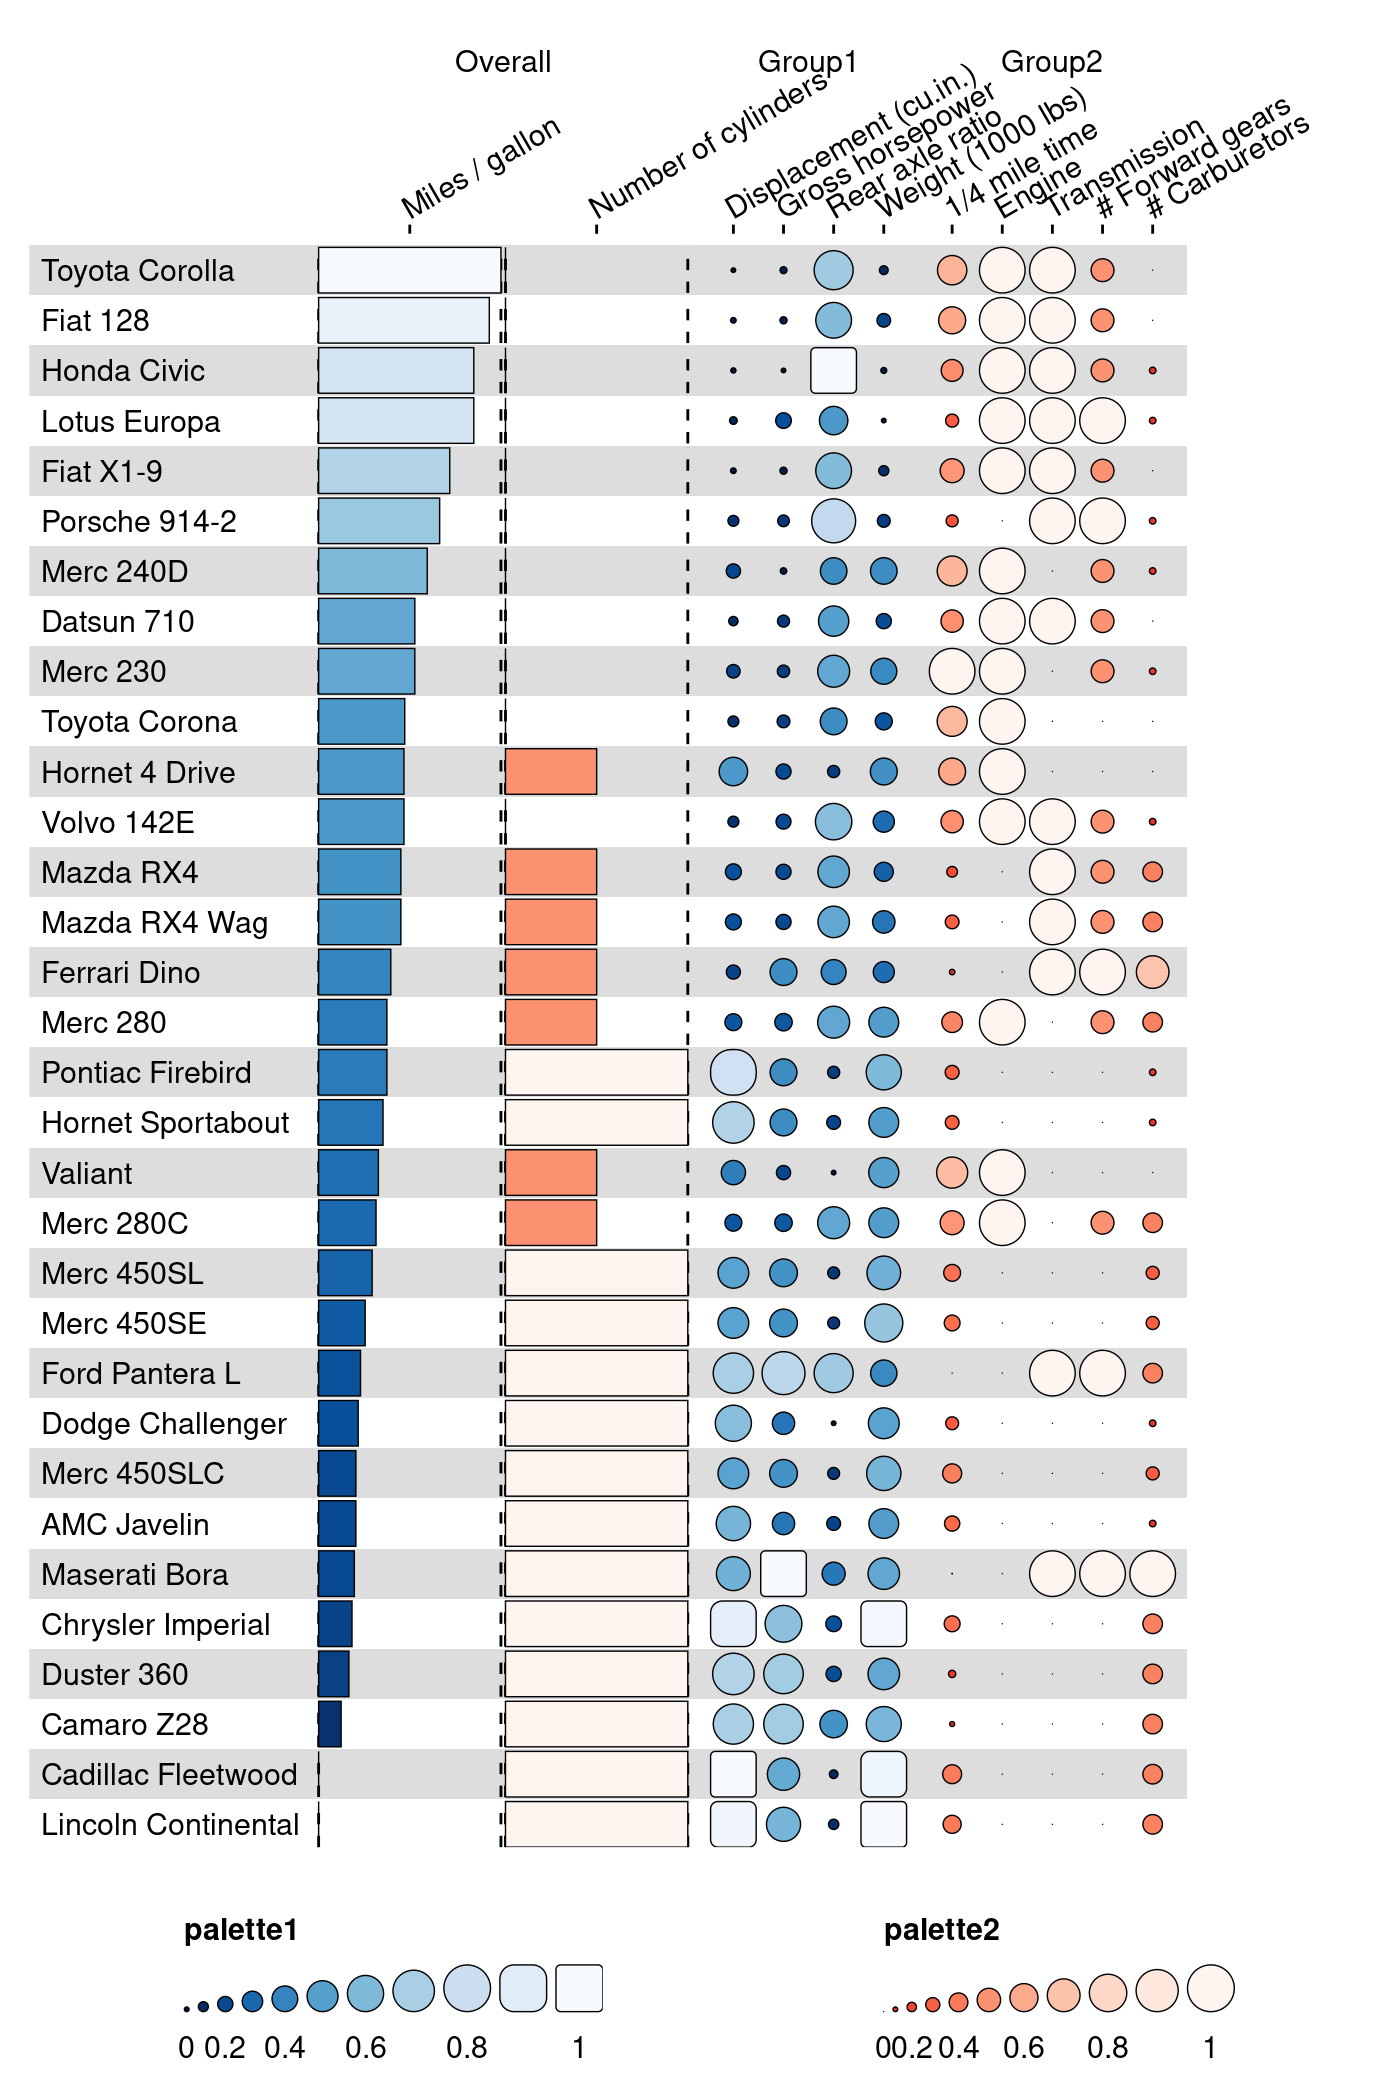 Overall Group1 Group2
Miles / gallon
Number of cylinders
Displacement (cu.in.)
Gross horsepower
Rear axle ratio
Weight (1000 lbs)
1/4 mile time
Engine
Transmission
# Forward gears
# Carburetors
Toyota Corolla
Fiat 128
Honda Civic
Lotus Europa
Fiat X1-9
Porsche 914-2
Merc 240D
Datsun 710
Merc 230
Toyota Corona
Hornet 4 Drive
Volvo 142E
Mazda RX4
Mazda RX4 Wag
Ferrari Dino
Merc 280
Pontiac Firebird
Hornet Sportabout
Valiant
Merc 280C
Merc 450SL
Merc 450SE
Ford Pantera L
Dodge Challenger
Merc 450SLC
AMC Javelin
Maserati Bora
Chrysler Imperial
Duster 360
Camaro Z28
Cadillac Fleetwood
Lincoln Continental
palette1
0 0.2 0.4 0.6 0.8 1
palette2
0 0.2 0.4 0.6 0.8 1